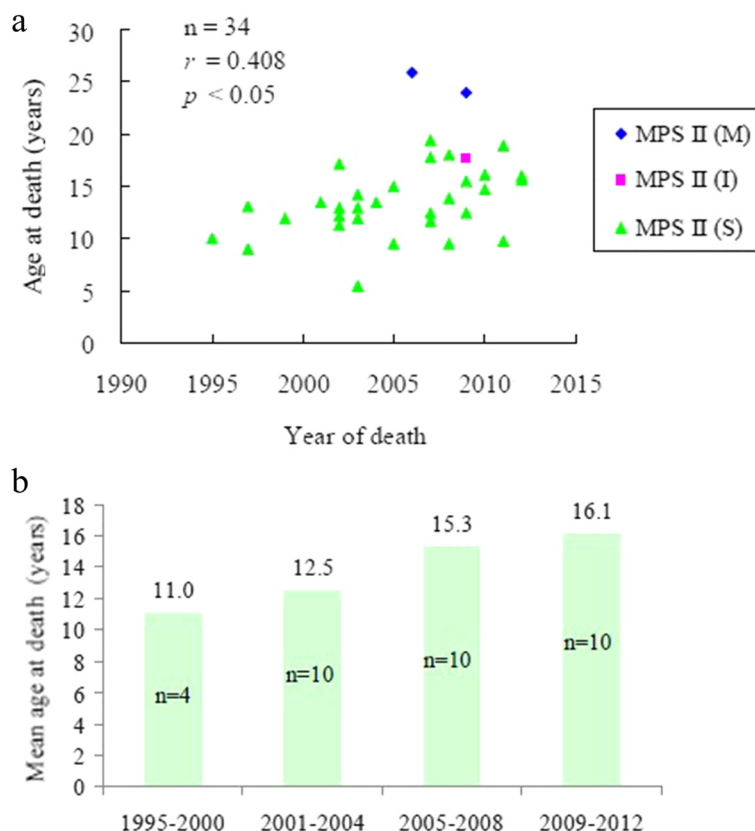 a
n = 34
r = 0.408
p < 0.05
Age at death (years)
30
25
20
15
10
5
0
1990 1995 2000 2005 2010 2015
Year of death
MPS II (M)
MPS II (I)
MPS II (S)
b
Mean age at death (years)
18
16
14
12
10
8
6
4
2
0
11.0
12.5
15.3
16.1
n=4
n=10
n=10
n=10
1995-2000 2001-2004 2005-2008 2009-2012